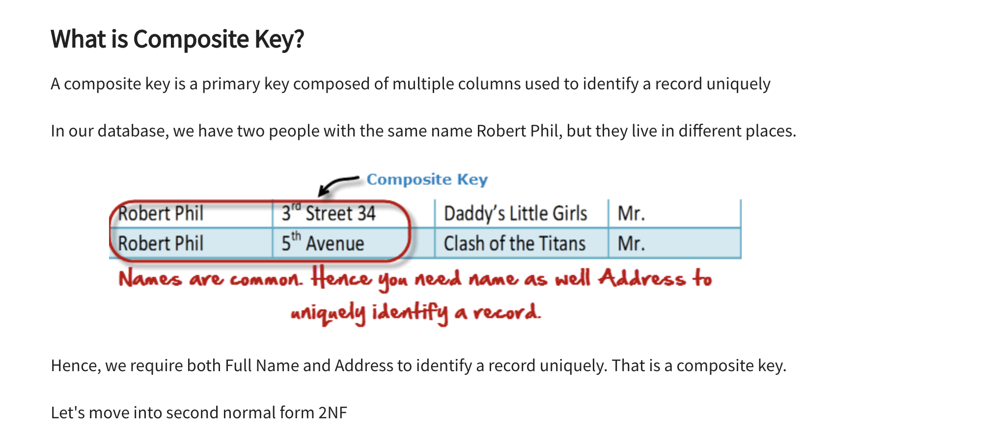 What is Composite Key?
A composite key is a primary key composed of multiple columns used to identify a record uniquely
In our database, we have two people with the same name Robert Phil, but they live in different places.
Composite Key
Robert Phil 3rd Street 34 Daddy's Little Girls Mr.
Robert Phil 5th Avenue Clash of the Titans Mr.
Names are common. Hence you need name as well Address to
uniquely identify a record.
Hence, we require both Full Name and Address to identify a record uniquely. That is a composite key.
Let's move into second normal form 2NF